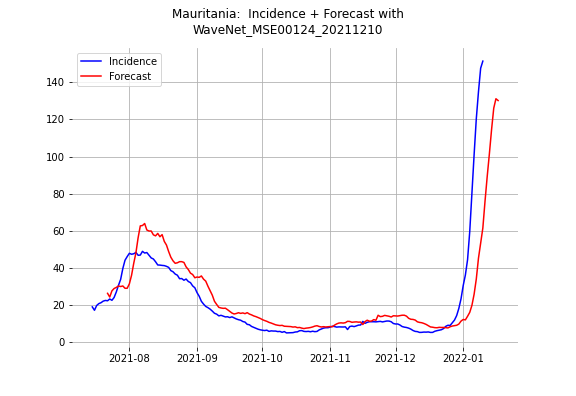 Mauritania:  Incidence + Forecast with
WaveNet_MSE00124_20211210
Incidence
Forecast
140
120
100
80
60
40
20
0
2021-08 2021-09 2021-10 2021-11 2021-12 2022-01